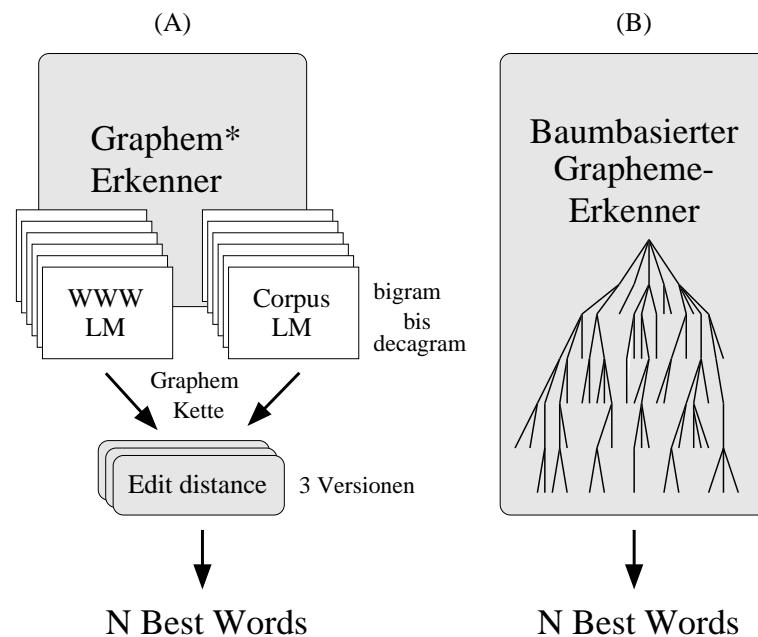 (A)
Graphem*
Erkenner
WWW
LM
Corpus
LM
bigram
bis
decagram
Graphem
Kette
Edit distance
3 Versionen
N Best Words
(B)
Baumbasierter
Grapheme-
Erkenner
N Best Words